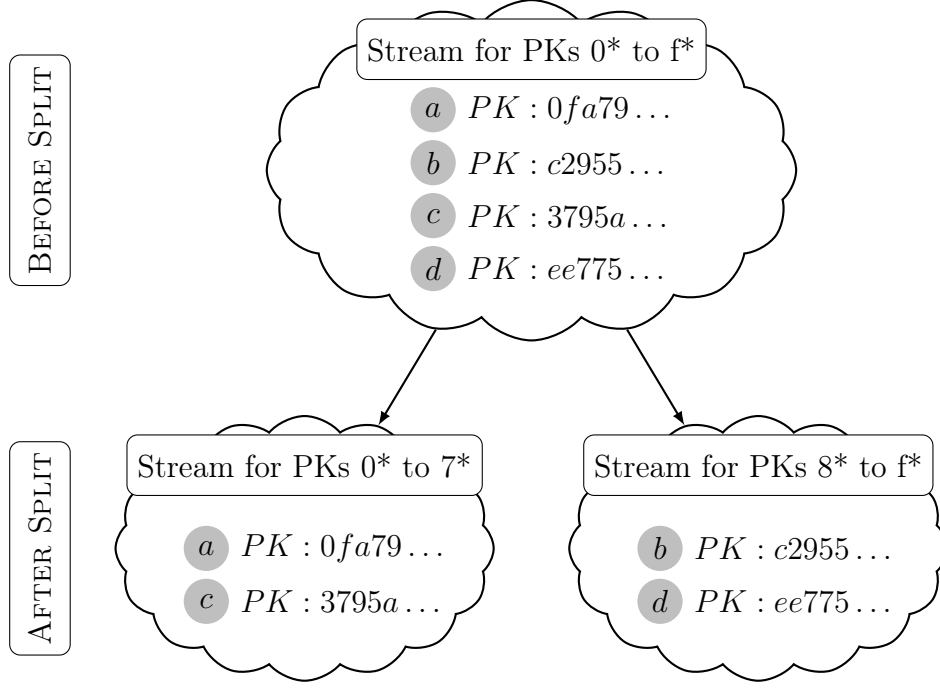 BEFORE SPLIT
Stream for PKs 0* to f*
a PK : 0fa79...
b PK : c2955...
c PK : 3795a...
d PK : ee775...
AFTER SPLIT
Stream for PKs 0* to 7*
a PK : 0fa79...
c PK : 3795a...
Stream for PKs 8* to f*
b PK : c2955...
d PK : ee775...